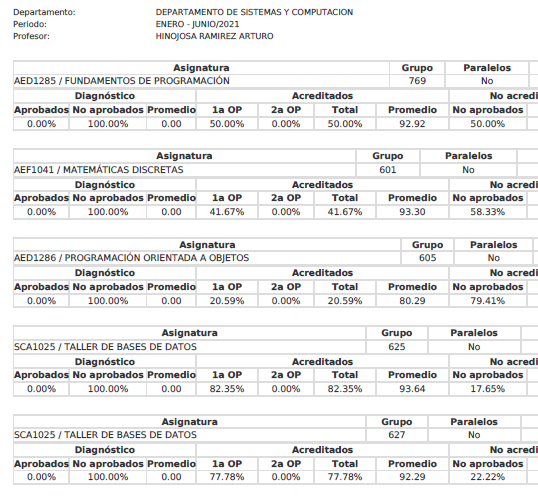 Departamento: DEPARTAMENTO DE SISTEMAS Y COMPUTACION
Periodo: ENERO - JUNIO/2021
Profesor: HINOJOSA RAMIREZ ARTURO
Asignatura Grupo Paralelos
AED1285 / FUNDAMENTOS DE PROGRAMACIÓN 769 No
Diagnóstico Acreditados No acredi
Aprobados No aprobados Promedio 1a OP 2a OP Total Promedio No aprobados
0.00% 100.00% 0.00 50.00% 0.00% 50.00% 92.92 50.00%
Asignatura Grupo Paralelos
AEF1041 / MATEMÁTICAS DISCRETAS 601 No
Diagnóstico Acreditados No acredi
Aprobados No aprobados Promedio 1a OP 2a OP Total Promedio No aprobados
0.00% 100.00% 0.00 41.67% 0.00% 41.67% 93.30 58.33%
Asignatura Grupo Paralelos
AED1286 / PROGRAMACIÓN ORIENTADA A OBJETOS 605 No
Diagnóstico Acreditados No acredi
Aprobados No aprobados Promedio 1a OP 2a OP Total Promedio No aprobados
0.00% 100.00% 0.00 20.59% 0.00% 20.59% 80.29 79.41%
Asignatura Grupo Paralelos
SCA1025 / TALLER DE BASES DE DATOS 625 No
Diagnóstico Acreditados No acredi
Aprobados No aprobados Promedio 1a OP 2a OP Total Promedio No aprobados
0.00% 100.00% 0.00 82.35% 0.00% 82.35% 93.64 17.65%
Asignatura Grupo Paralelos
SCA1025 / TALLER DE BASES DE DATOS 627 No
Diagnóstico Acreditados No acredi
Aprobados No aprobados Promedio 1a OP 2a OP Total Promedio No aprobados
0.00% 100.00% 0.00 77.78% 0.00% 77.78% 92.29 22.22%